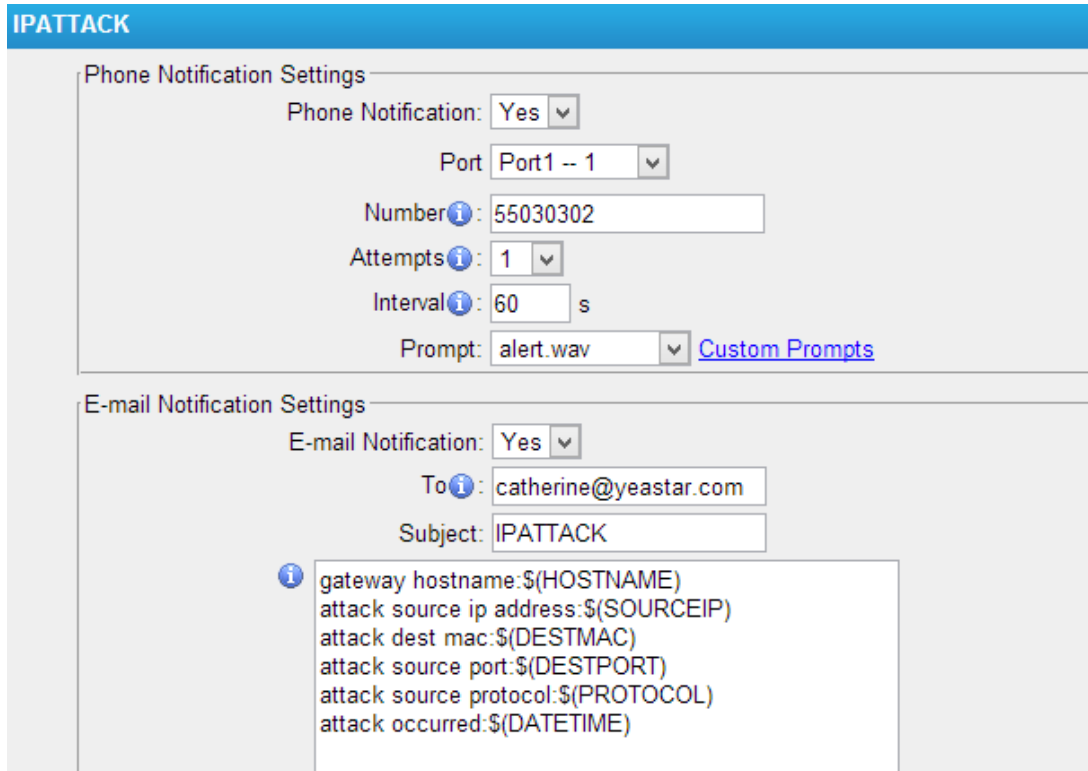 IPATTACK
Phone Notification Settings
Phone Notification: Yes
Port Port1 -- 1
Number : 55030302
Attempts : 1
Interval : 60 s
Prompt: alert.wav Custom Prompts
E-mail Notification Settings
E-mail Notification: Yes
To : catherine@yeastar.com
Subject: IPATTACK
gateway hostname:$(HOSTNAME)
attack source ip address:$(SOURCEIP)
attack dest mac:$(DESTMAC)
attack source port:$(DESTPORT)
attack source protocol:$(PROTOCOL)
attack occurred:$(DATETIME)